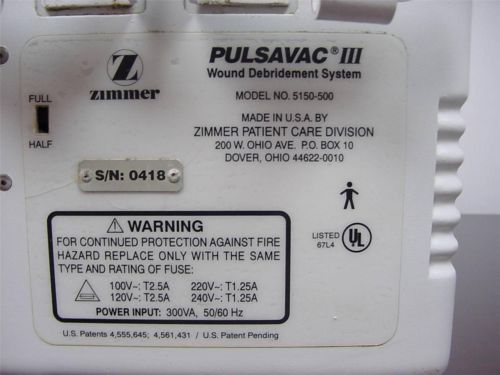 PULSAVAC® III
Wound Debridement System
Z
zimmer
MODEL NO. 5150-500
FULL
HALF
MADE IN U.S.A. BY
ZIMMER PATIENT CARE DIVISION
200 W. OHIO AVE. P.O. BOX 10
DOVER, OHIO 44622-0010
S/N: 0418
LISTED
67L4
UL
WARNING
FOR CONTINUED PROTECTION AGAINST FIRE
HAZARD REPLACE ONLY WITH THE SAME
TYPE AND RATING OF FUSE:
100V~: T2.5A 220V~: T1.25A
120V~: T2.5A 240V~: T1.25A
POWER INPUT: 300VA, 50/60 Hz
U.S. Patents 4,555,645; 4,561,431 / U.S. Patent Pending